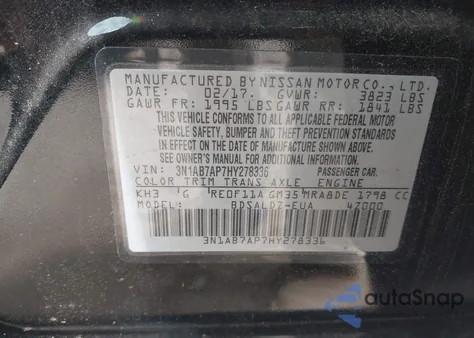 MANUFACTURED BY NISSAN MOTOR CO., LTD.
DATE: 02/17. GVWR: 3823 LBS
GAWR FR: 1995 LBS GAWR RR: 1841 LBS
THIS VEHICLE CONFORMS TO ALL APPLICABLE FEDERAL MOTOR
VEHICLE SAFETY, BUMPER AND THEFT PREVENTION STANDARDS
IN EFFECT ON THE DATE OF MANUFACTURE SHOWN ABOVE.
SEE OWNER'S MANUAL FOR ADDITIONAL INFORMATION
VIN: 3N1AB7AP7HY278336 PASSENGER CAR.
COLOR TRIM TRANS AXLE ENGINE
KH3 G RE0F11A GM35 MRA8DE 1798 CC
MODEL: BDSALDZ-EUA 4Z000
3N1AB7AP7HY278336
autoSnap